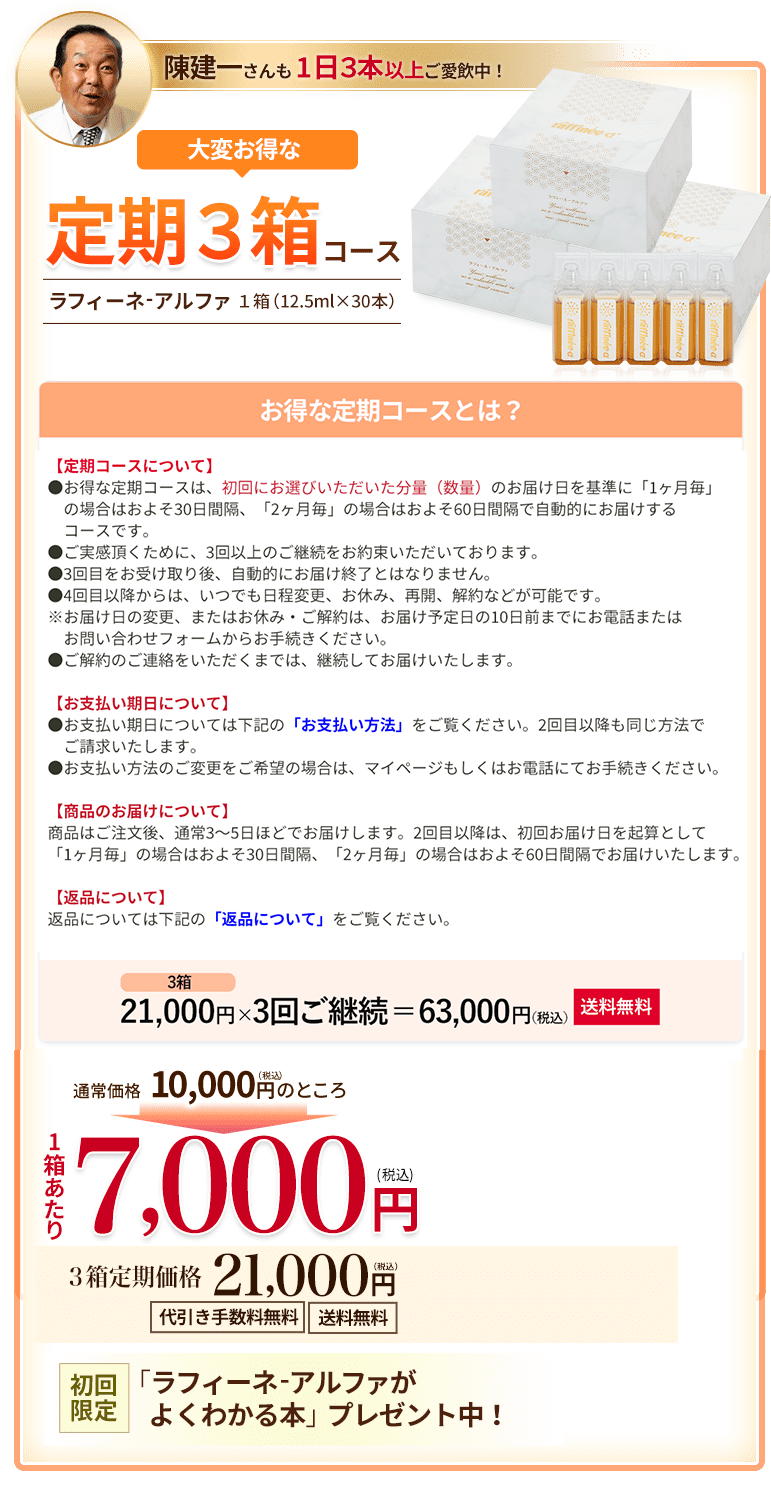 陳建一さんも1日3本以上ご愛飲中！
大変お得な
定期３箱コース
ラフィーネ-アルファ １箱（12.5ml×30本）
raffinée α
raffinée α
raffinée α
ラフィーネ-アルファ
ラフィーネ-アルファ
raffinée α
raffinée α
raffinée α
raffinée α
raffinée α
お得な定期コースとは？
【定期コースについて】
●お得な定期コースは、初回にお選びいただいた分量（数量）のお届け日を基準に「1ヶ月毎」
の場合はおよそ30日間隔、「2ヶ月毎」の場合はおよそ60日間隔で自動的にお届けする
コースです。
●ご実感頂くために、3回以上のご継続をお約束いただいております。
●3回目をお受け取り後、自動的にお届け終了とはなりません。
●4回目以降からは、いつでも日程変更、お休み、再開、解約などが可能です。
※お届け日の変更、またはお休み・ご解約は、お届け予定日の10日前までにお電話または
お問い合わせフォームからお手続きください。
●ご解約のご連絡をいただくまでは、継続してお届けいたします。
【お支払い期日について】
●お支払い期日については下記の「お支払い方法」をご覧ください。2回目以降も同じ方法で
ご請求いたします。
●お支払い方法のご変更をご希望の場合は、マイページもしくはお電話にてお手続きください。
【商品のお届けについて】
商品はご注文後、通常3～5日ほどでお届けします。2回目以降は、初回お届け日を起算として
「1ヶ月毎」の場合はおよそ30日間隔、「2ヶ月毎」の場合はおよそ60日間隔でお届けいたします。
【返品について】
返品については下記の「返品について」をご覧ください。
3箱
21,000円×3回ご継続＝63,000円(税込) 送料無料
通常価格 10,000円(税込)のところ
1箱あたり
7,000円(税込)
３箱定期価格 21,000円(税込)
代引き手数料無料 送料無料
初回
限定
「ラフィーネ-アルファが
よくわかる本」プレゼント中！